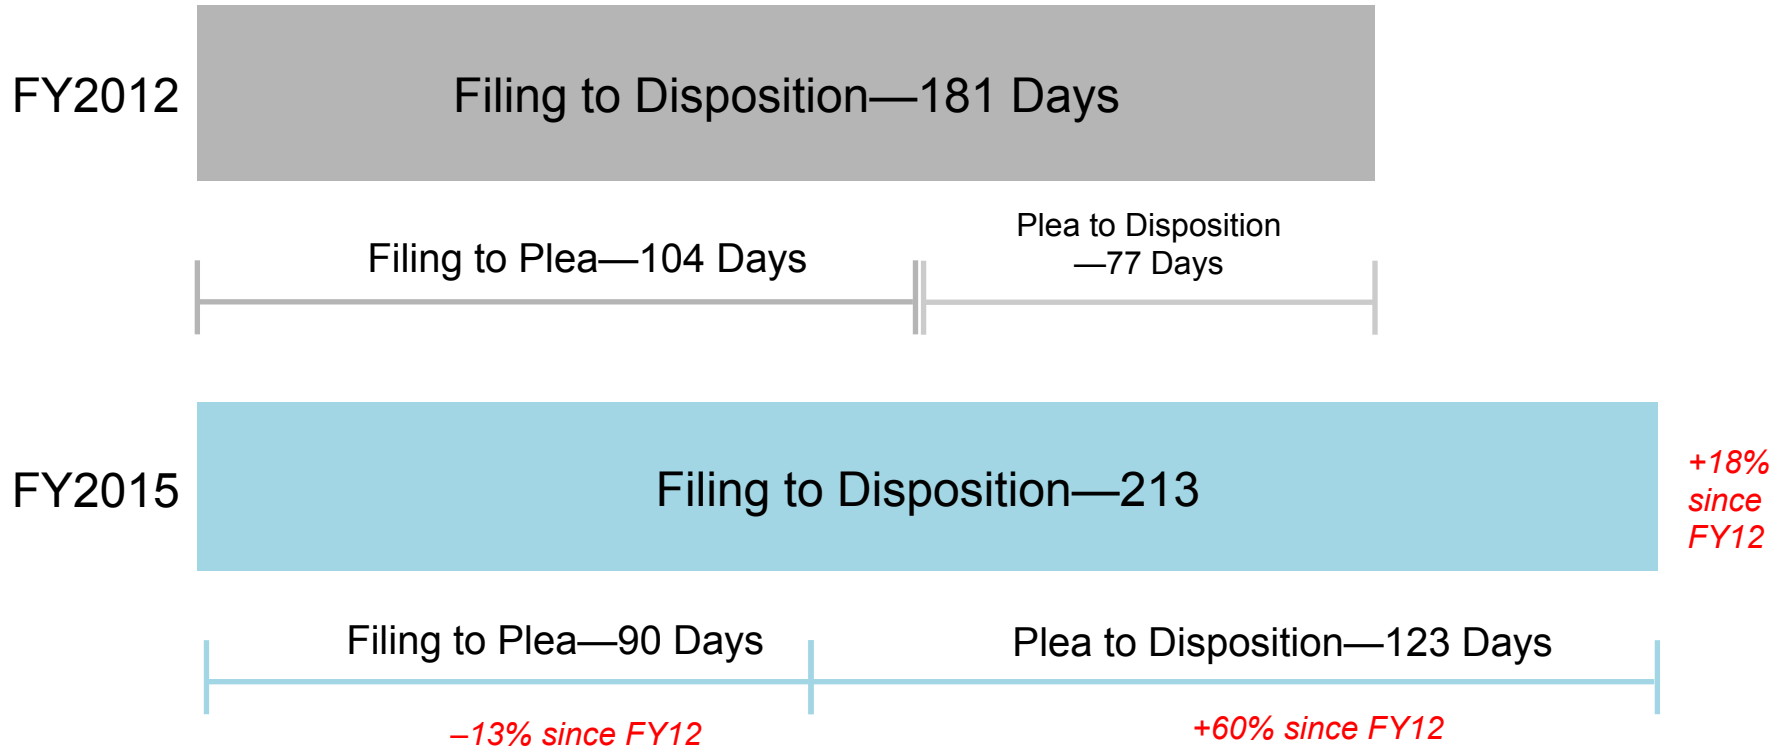 FY2012
Filing to Disposition—181 Days
Filing to Plea—104 Days
Plea to Disposition
—77 Days
FY2015
Filing to Disposition—213
+18%
since
FY12
Filing to Plea—90 Days
Plea to Disposition—123 Days
–13% since FY12
+60% since FY12